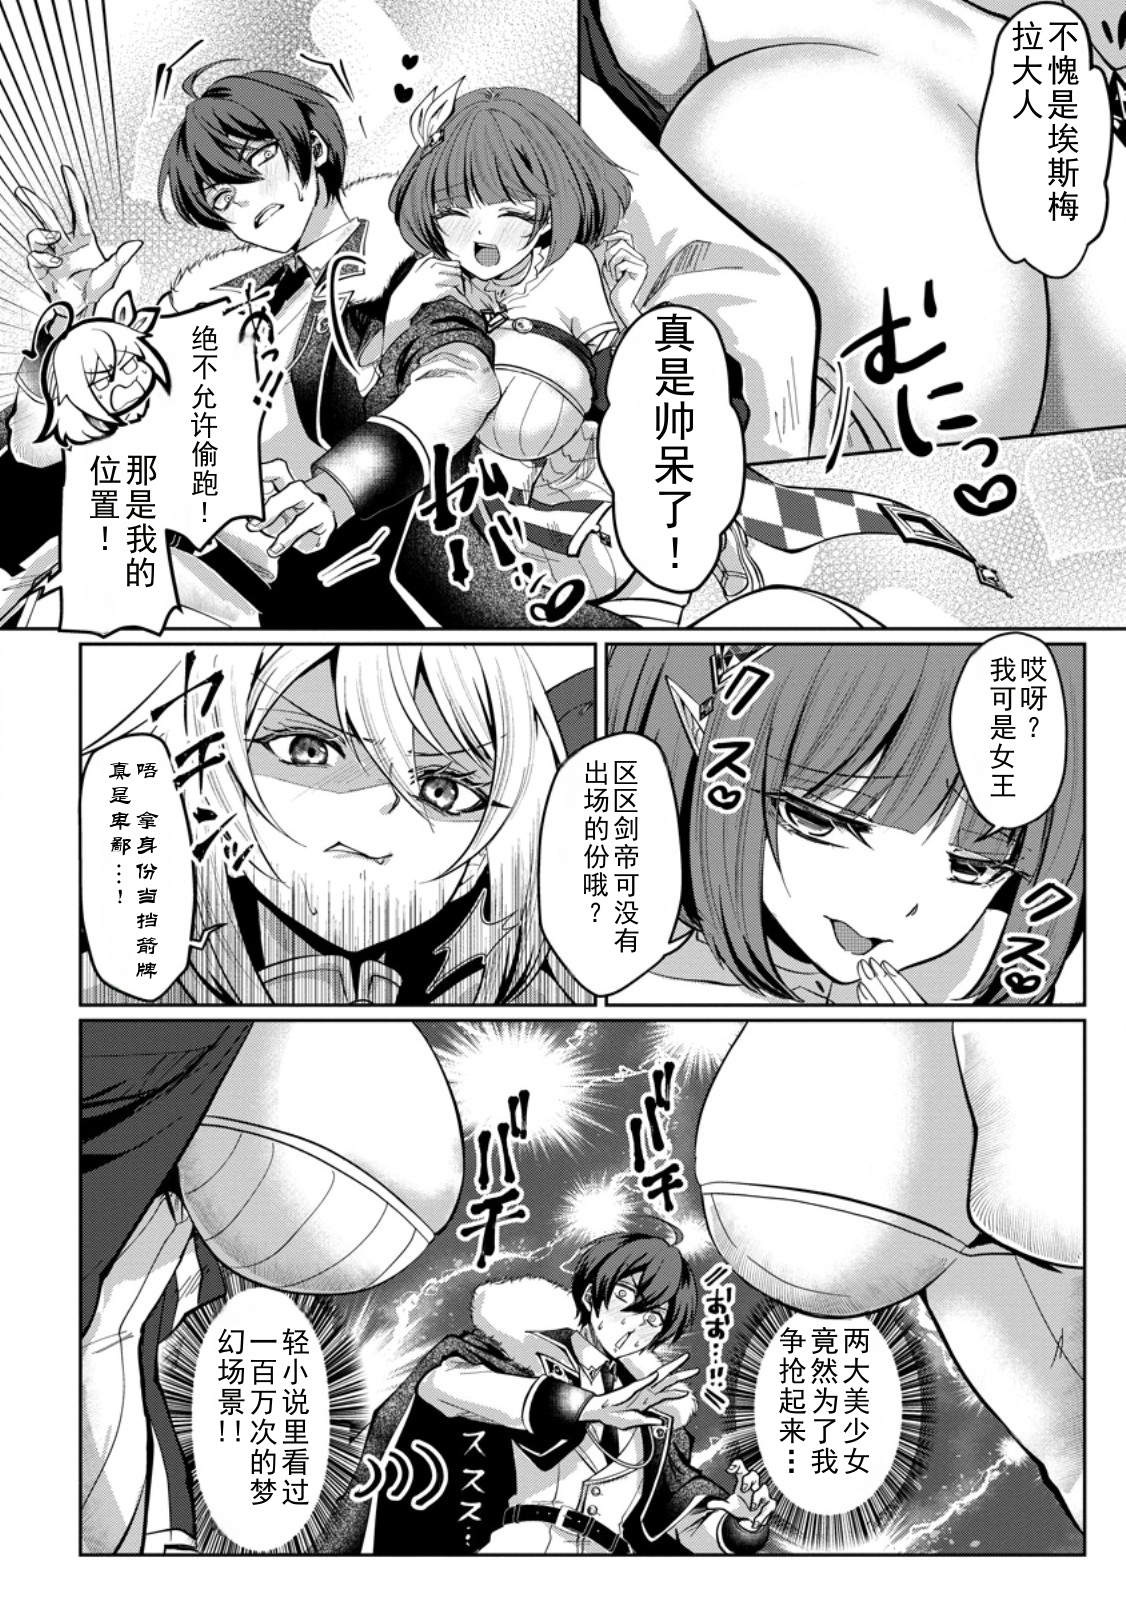 不愧是埃斯梅
拉大人
むにっ
真是帅呆了！
あっ!!
绝不允许偷跑！
那是我的
位置！
哎呀？
我可是女王
クス
クス
区区剑帝可没有
出场的份哦？
唔 拿身份当挡箭牌
真是卑鄙…！
バチ
バチ
两大美少女
竟然为了我
争抢起来…
おお…!!
ススス…
轻小说里看过
一百万次的梦
幻场景!!